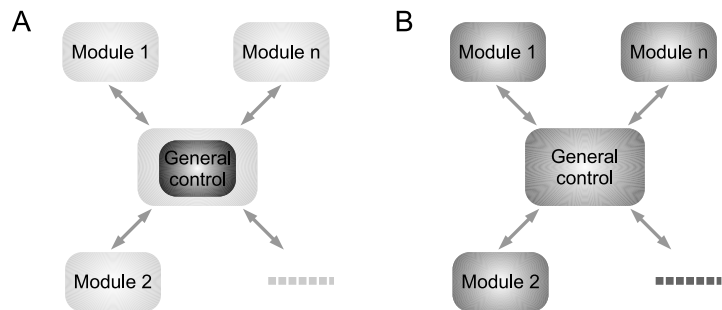 A
Module 1
Module n
General
control
Module 2
B
Module 1
Module n
General
control
Module 2